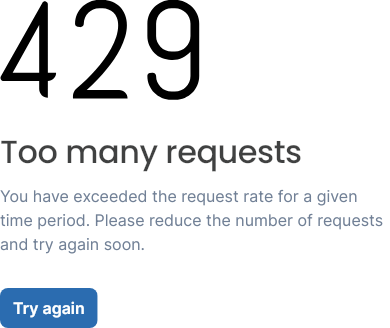 429
Too many requests
You have exceeded the request rate for a given
time period. Please reduce the number of requests
and try again soon.
Try again